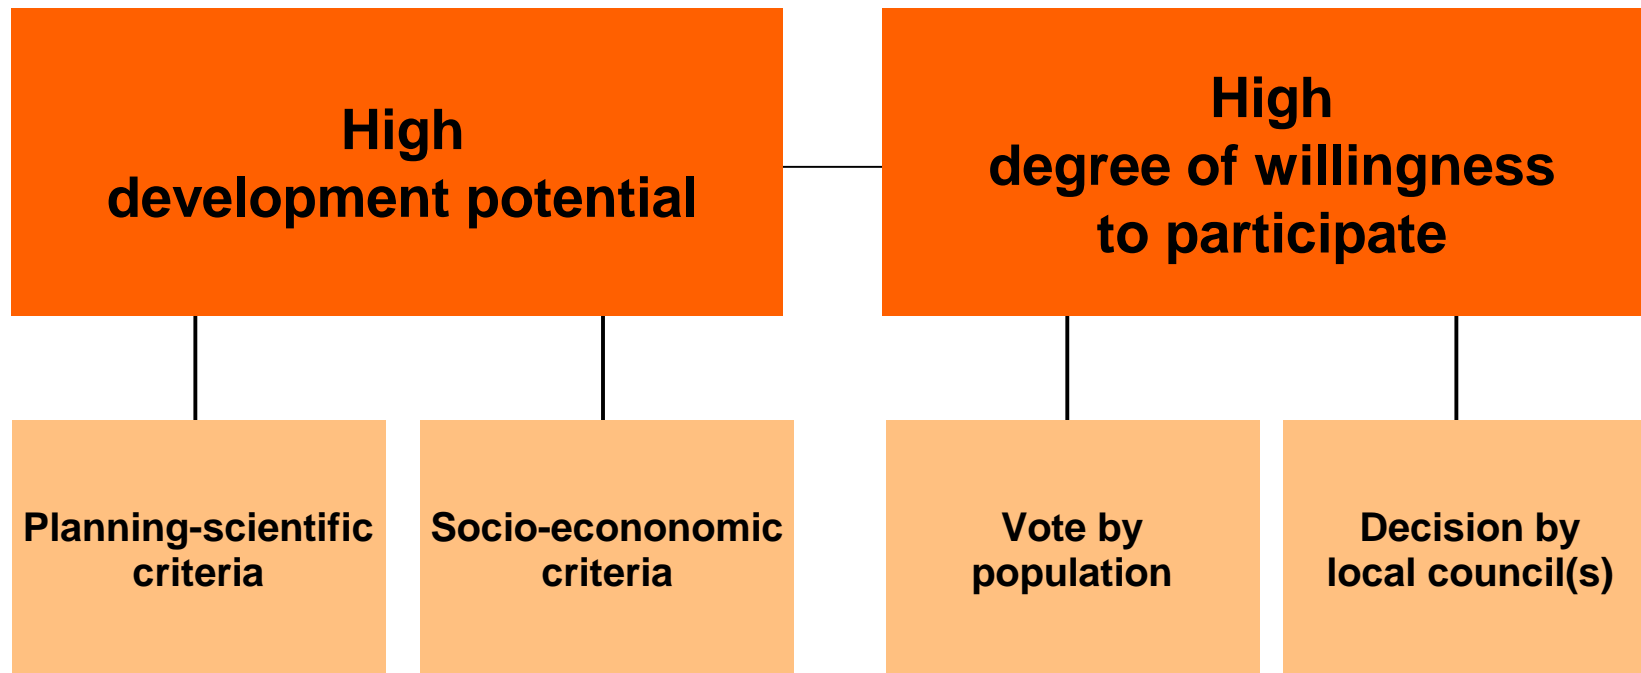 High
development potential
High
degree of willingness
to participate
Planning-scientific
criteria
Socio-econonomic
criteria
Vote by
population
Decision by
local council(s)